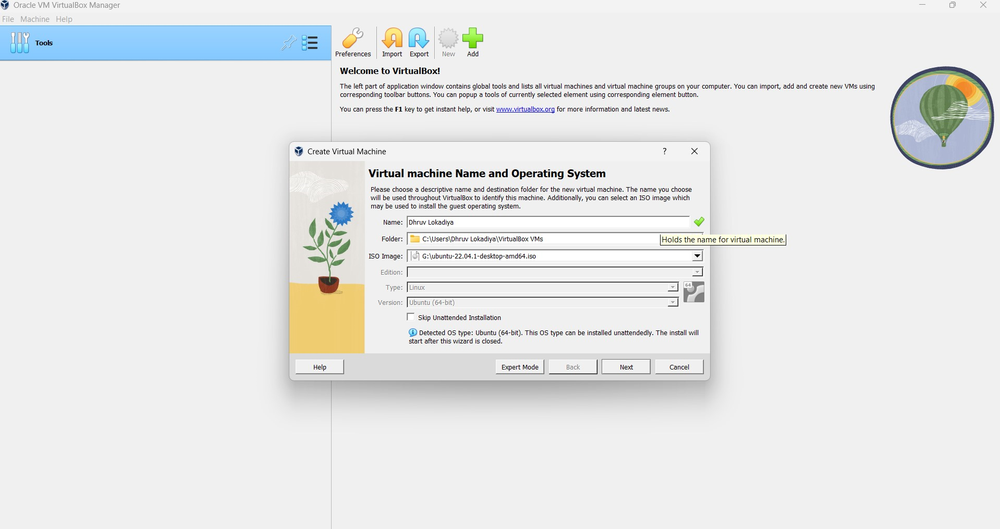 Oracle VM VirtualBox Manager
File Machine Help
Tools
Preferences Import Export New Add
Welcome to VirtualBox!
The left part of application window contains global tools and lists all virtual machines and virtual machine groups on your computer. You can import, add and create new VMs using
corresponding toolbar buttons. You can popup a tools of currently selected element using corresponding element button.
You can press the F1 key to get instant help, or visit www.virtualbox.org for more information and latest news.
Create Virtual Machine
?
Virtual machine Name and Operating System
Please choose a descriptive name and destination folder for the new virtual machine. The name you choose
will be used throughout VirtualBox to identify this machine. Additionally, you can select an ISO image which
may be used to install the guest operating system.
Name: Dhruv Lokadiya
Folder: C:\Users\Dhruv Lokadiya\VirtualBox VMs
Holds the name for virtual machine.
ISO Image: G:\ubuntu-22.04.1-desktop-amd64.iso
Edition:
Type: Linux
64
Version: Ubuntu (64-bit)
Skip Unattended Installation
Detected OS type: Ubuntu (64-bit). This OS type can be installed unattendedly. The install will
start after this wizard is closed.
Help Expert Mode Back Next Cancel